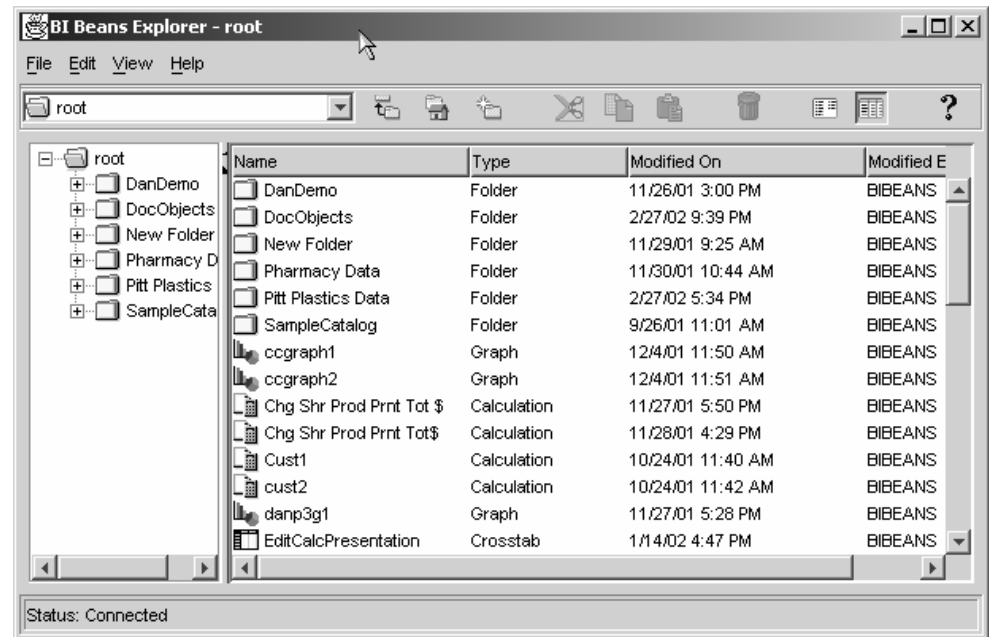 BI Beans Explorer - root
File Edit View Help
root
root
DanDemo
DocObjects
New Folder
Pharmacy D
Pitt Plastics
SampleCata
Name Type Modified On Modified E
DanDemo Folder 11/26/01 3:00 PM BIBEANS
DocObjects Folder 2/27/02 9:39 PM BIBEANS
New Folder Folder 11/29/01 9:25 AM BIBEANS
Pharmacy Data Folder 11/30/01 10:44 AM BIBEANS
Pitt Plastics Data Folder 2/27/02 5:34 PM BIBEANS
SampleCatalog Folder 9/26/01 11:01 AM BIBEANS
ccgraph1 Graph 12/4/01 11:50 AM BIBEANS
ccgraph2 Graph 12/4/01 11:51 AM BIBEANS
Chg Shr Prod Prnt Tot $ Calculation 11/27/01 5:50 PM BIBEANS
Chg Shr Prod Prnt Tot$ Calculation 11/28/01 4:29 PM BIBEANS
Cust1 Calculation 10/24/01 11:40 AM BIBEANS
cust2 Calculation 10/24/01 11:42 AM BIBEANS
danp3g1 Graph 11/27/01 5:28 PM BIBEANS
EditCalcPresentation Crosstab 1/14/02 4:47 PM BIBEANS
Status: Connected